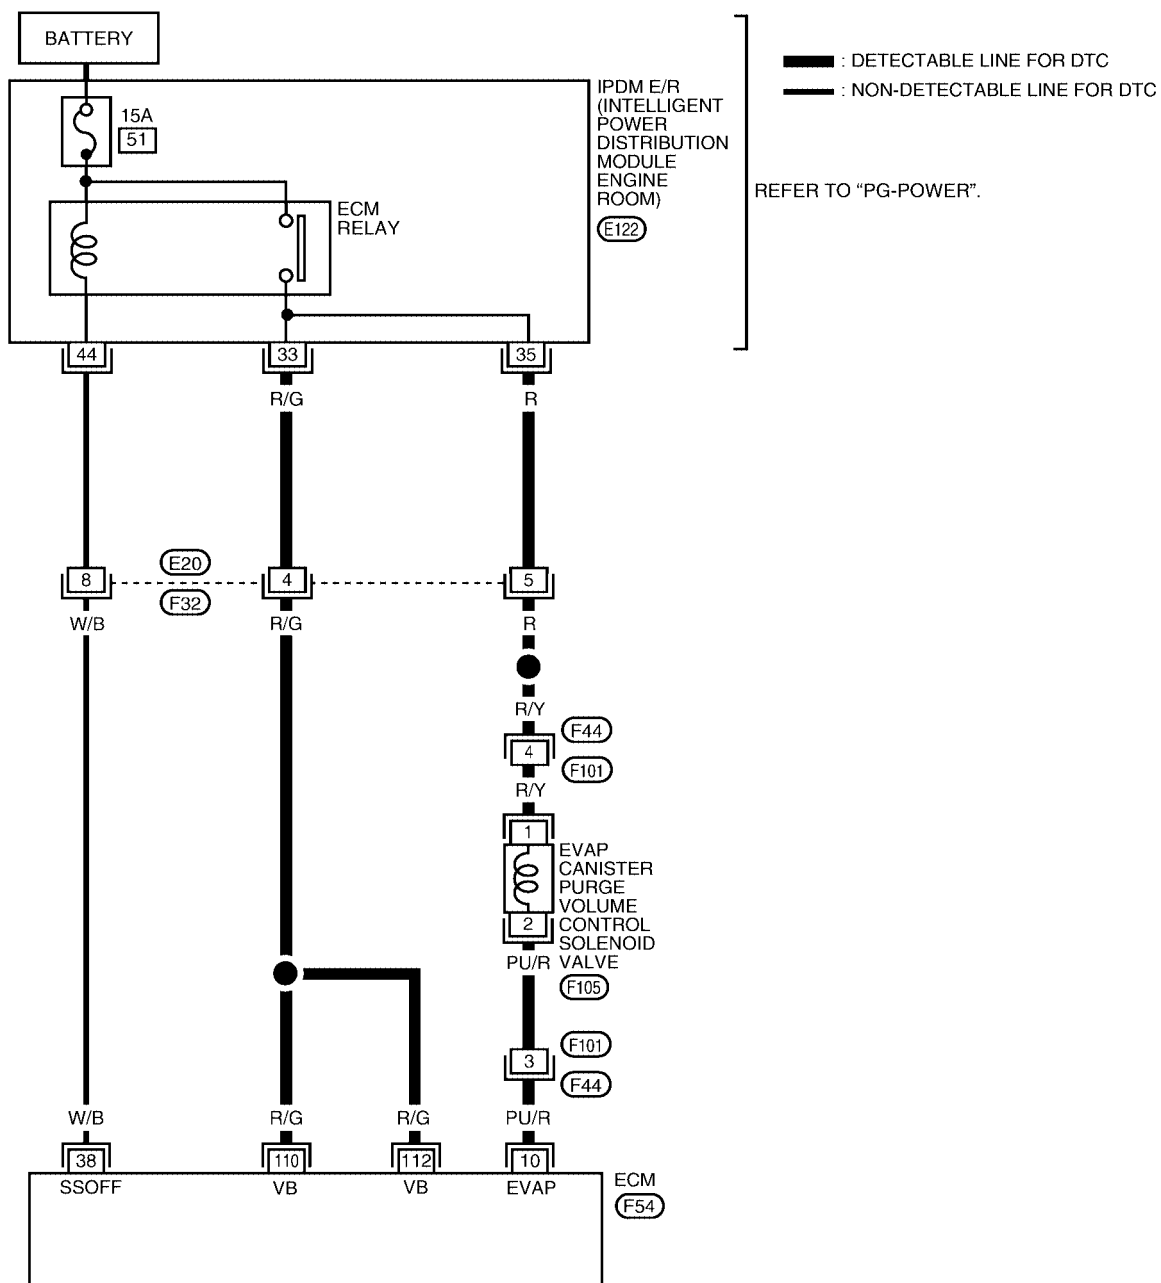 BATTERY
: DETECTABLE LINE FOR DTC
: NON-DETECTABLE LINE FOR DTC
15A
51
IPDM E/R
(INTELLIGENT
POWER
DISTRIBUTION
MODULE
ENGINE
ROOM)
E122
REFER TO “PG-POWER”.
ECM
RELAY
44
33
35
R/G
R
E20
8
4
5
F32
W/B
R/G
R
R/Y
F44
4
F101
R/Y
1
EVAP
CANISTER
PURGE
VOLUME
CONTROL
SOLENOID
VALVE
2
PU/R
F105
F101
3
F44
W/B
R/G
R/G
PU/R
38
110
112
10
SSOFF
VB
VB
EVAP
ECM
F54